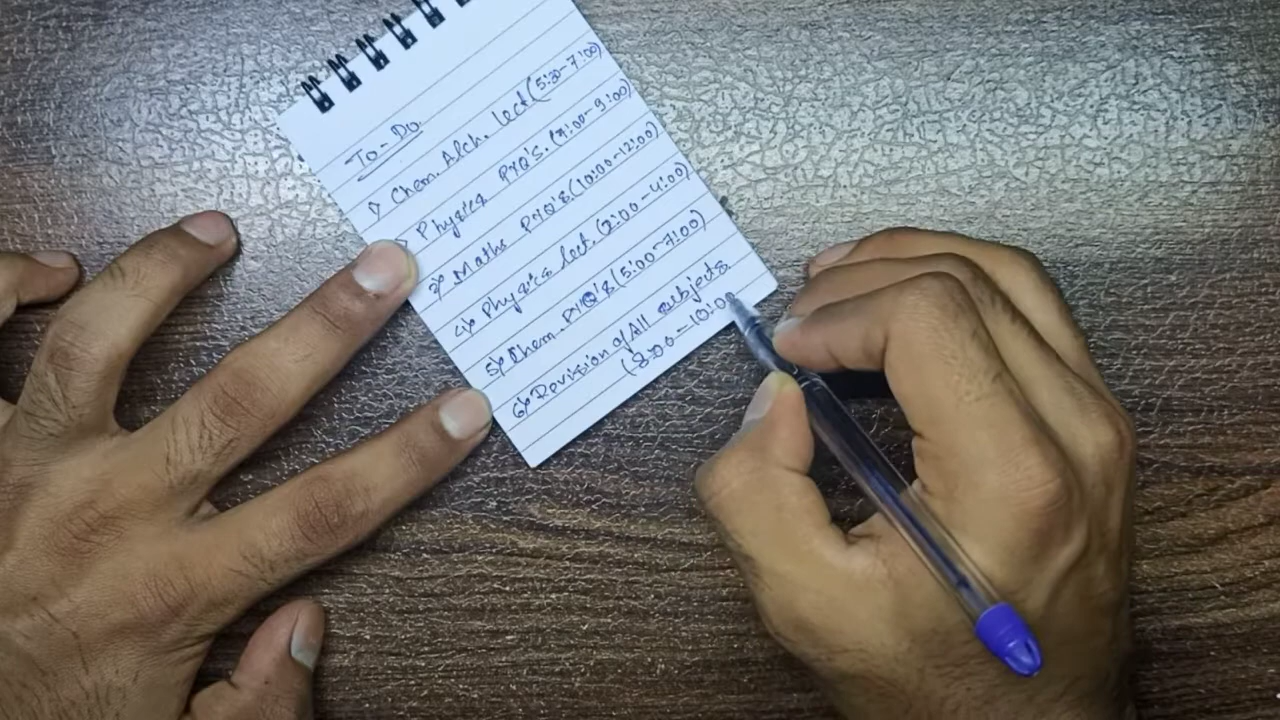 To-Do.
1) Chem. Alch. lect. (5:30-7:00)
Physics PYQ's. (7:00-9:00)
3) Maths PYQ's (10:00-12:00)
4) Physics lect. (2:00-4:00)
5) Chem. PYQ's (5:00-7:00)
6) Revision of All subjects
(8:00-10:00